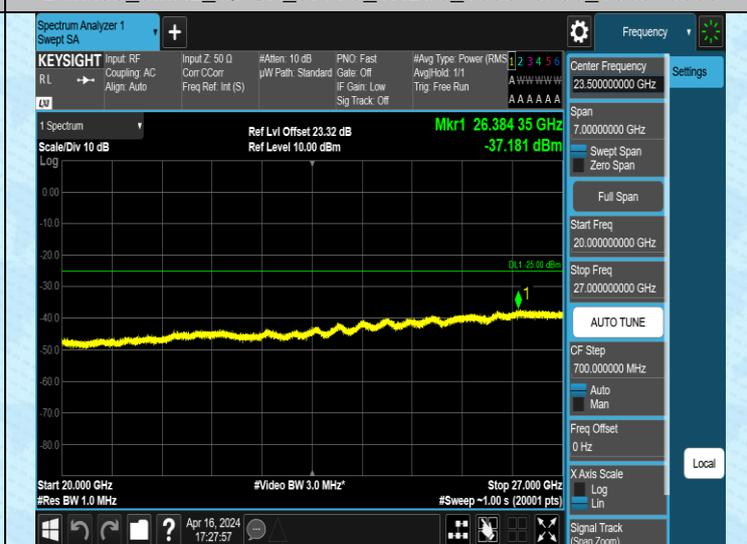 Spectrum Analyzer 1
Swept SA
Frequency
KEYSIGHT
RL
LXI
Input: RF
Coupling: AC
Align: Auto
Input Z: 50 Ω
Corr CCorr
Freq Ref: Int (S)
#Atten: 10 dB
µW Path: Standard
PNO: Fast
Gate: Off
IF Gain: Low
Sig Track: Off
#Avg Type: Power (RMS
Avg|Hold: 1/1
Trig: Free Run
1 2 3 4 5 6
A W W W W W
A A A A A A
1 Spectrum
Scale/Div 10 dB
Log
Ref Lvl Offset 23.32 dB
Ref Level 10.00 dBm
Mkr1 26.384 35 GHz
-37.181 dBm
0.00
-10.0
-20.0
DL1 -25.00 dBm
-30.0
1
-40.0
-50.0
-60.0
-70.0
-80.0
Start 20.000 GHz
#Res BW 1.0 MHz
#Video BW 3.0 MHz*
Stop 27.000 GHz
#Sweep ~1.00 s (20001 pts)
Apr 16, 2024
17:27:57
Center Frequency
23.500000000 GHz
Settings
Span
7.00000000 GHz
Swept Span
Zero Span
Full Span
Start Freq
20.000000000 GHz
Stop Freq
27.000000000 GHz
AUTO TUNE
CF Step
700.000000 MHz
Auto
Man
Freq Offset
0 Hz
X Axis Scale
Log
Lin
Local
Signal Track
(Span Zoom)